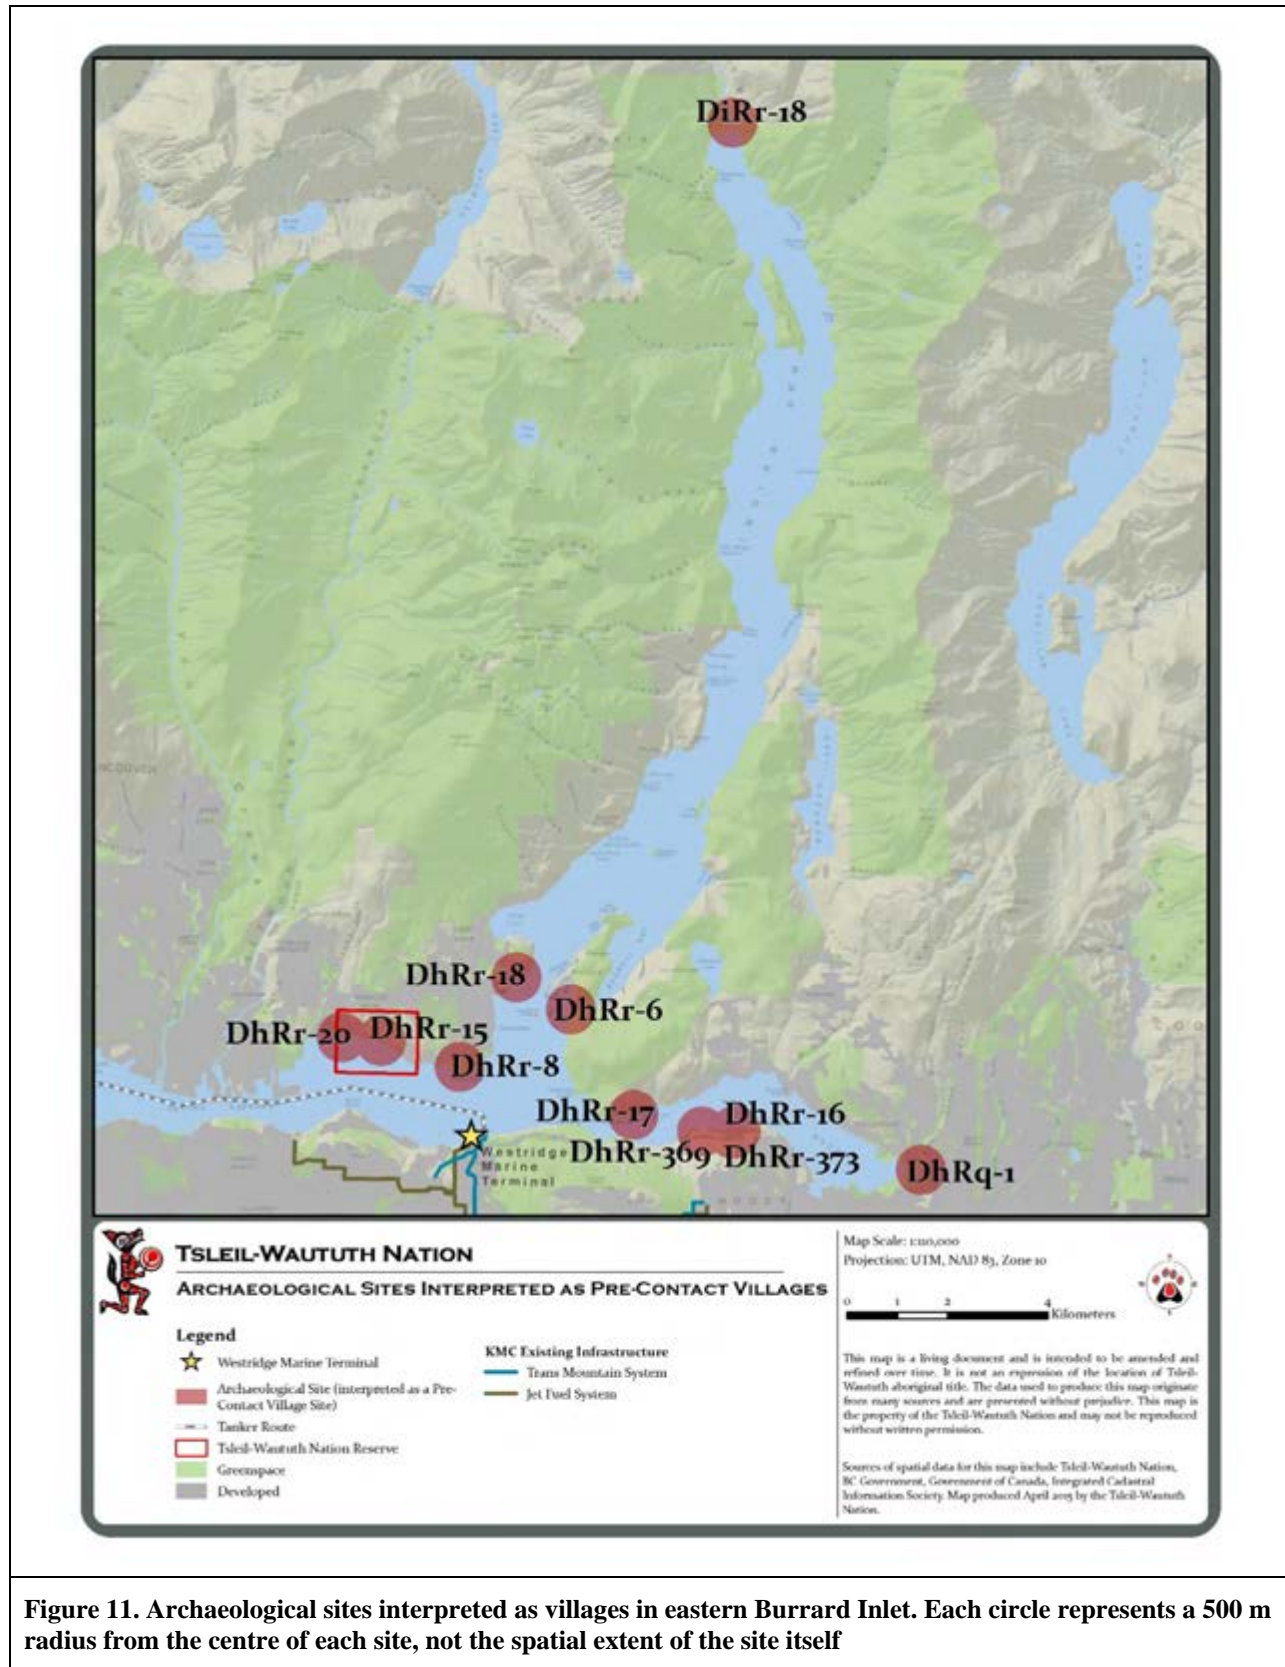 DiRr-18
DhRr-18
DhRr-6
DhRr-20
DhRr-15
DhRr-8
DhRr-17
DhRr-16
DhRr-369
DhRr-373
DhRq-1
Westridge
Marine
Terminal
TSLEIL-WAUTUTH NATION
ARCHAEOLOGICAL SITES INTERPRETED AS PRE-CONTACT VILLAGES
Legend
Westridge Marine Terminal
Archaeological Site (interpreted as a Pre-
Contact Village Site)
Tanker Route
Tsleil-Waututh Nation Reserve
Greenspace
Developed
KMC Existing Infrastructure
Trans Mountain System
Jet Fuel System
Map Scale: 1:110,000
Projection: UTM, NAD 83, Zone 10
0 1 2 4
Kilometers
This map is a living document and is intended to be amended and
refined over time. It is not an expression of the location of Tsleil-
Waututh aboriginal title. The data used to produce this map originate
from many sources and are presented without prejudice. This map is
the property of the Tsleil-Waututh Nation and may not be reproduced
without written permission.
Sources of spatial data for this map include Tsleil-Waututh Nation,
BC Government, Government of Canada, Integrated Cadastral
Information Society. Map produced April 2015 by the Tsleil-Waututh
Nation.
Figure 11. Archaeological sites interpreted as villages in eastern Burrard Inlet. Each circle represents a 500 m
radius from the centre of each site, not the spatial extent of the site itself